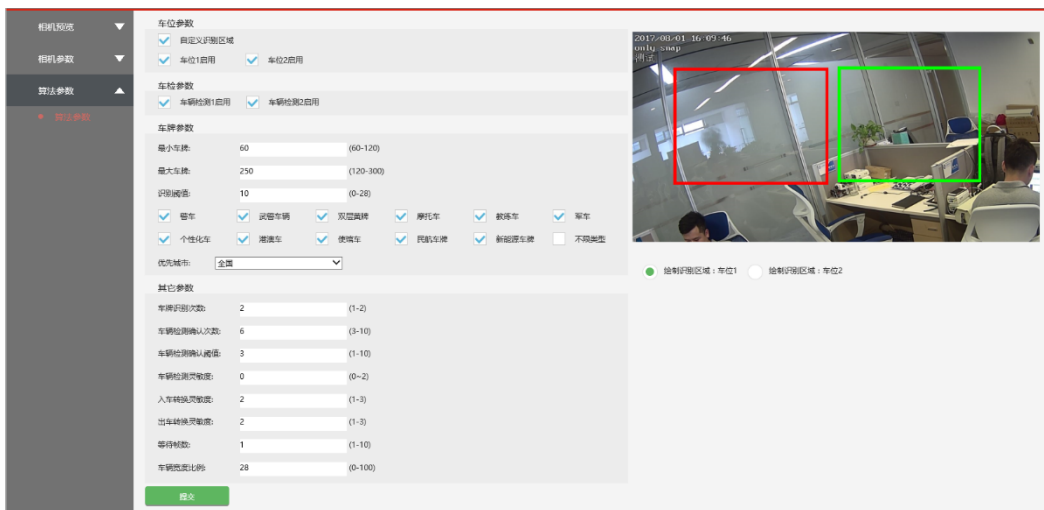 相机预览
相机参数
算法参数
算法参数
车位参数
自定义识别区域
车位1启用 车位2启用
车检参数
车辆检测1启用 车辆检测2启用
车牌参数
最小车牌: 60 (60-120)
最大车牌: 250 (120-300)
识别阈值: 10 (0-28)
警车 武警车辆 双层黄牌 摩托车 教练车 军车
个性化车 港澳车 使馆车 民航车牌 新能源车牌 不规类型
优先城市: 全国
其它参数
车牌识别次数: 2 (1-2)
车辆检测确认次数: 6 (3-10)
车辆检测确认阈值: 3 (1-10)
车辆检测灵敏度: 0 (0~2)
入车转换灵敏度: 2 (1-3)
出车转换灵敏度: 2 (1-3)
等待帧数: 1 (1-10)
车辆宽度比例: 28 (0-100)
提交
2017/08/01 16:09:46
only snap
测试
绘制识别区域：车位1 绘制识别区域：车位2